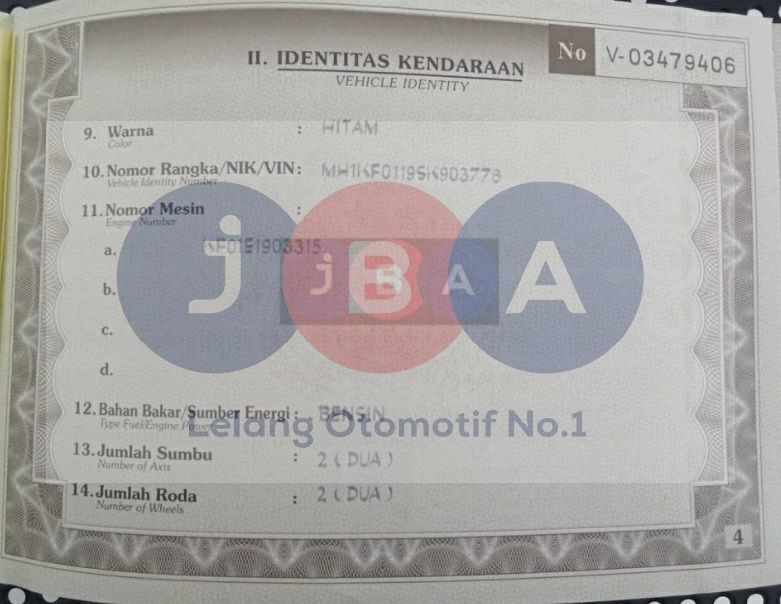 II. IDENTITAS KENDARAAN
VEHICLE IDENTITY
No V-03479406
9. Warna : HITAM
Color
10. Nomor Rangka/NIK/VIN: MH1KF0119SK903778
Vehicle Identity Number
11. Nomor Mesin :
Engine Number
a. KF01E1903315
b.
c.
d.
j B A A
j B A A
12. Bahan Bakar/Sumber Energi : BENSIN
Type Fuel/Engine Power
Lelang Otomotif No.1
13. Jumlah Sumbu : 2 ( DUA )
Number of Axis
14. Jumlah Roda : 2 ( DUA )
Number of Wheels
4